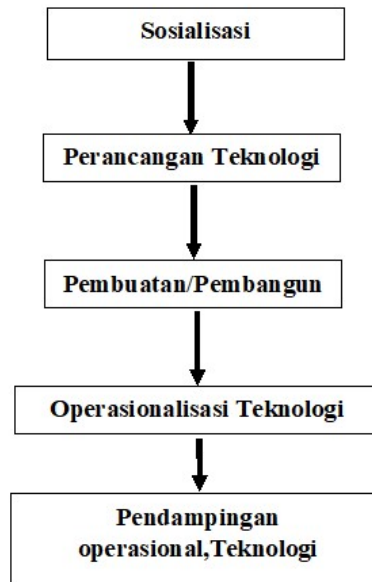 Sosialisasi
Perancangan Teknologi
Pembuatan/Pembangun
Operasionalisasi Teknologi
Pendampingan
operasional,Teknologi